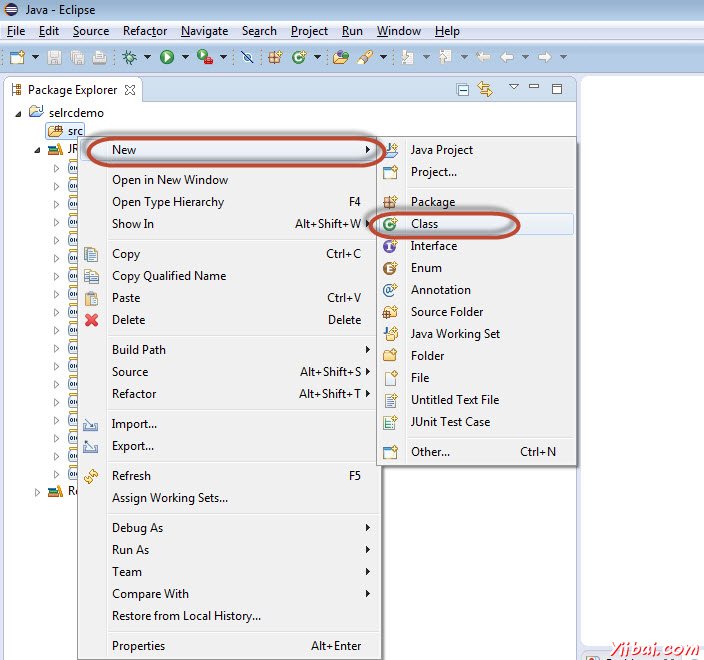 Java - Eclipse
File Edit Source Refactor Navigate Search Project Run Window Help
Package Explorer
selrcdemo
src
New
Open in New Window
Open Type Hierarchy F4
Show In Alt+Shift+W
Copy Ctrl+C
Copy Qualified Name
Paste Ctrl+V
Delete Delete
Build Path
Source Alt+Shift+S
Refactor Alt+Shift+T
Import...
Export...
Refresh F5
Assign Working Sets...
Debug As
Run As
Team
Compare With
Restore from Local History...
Properties Alt+Enter
Java Project
Project...
Package
Class
Interface
Enum
Annotation
Source Folder
Java Working Set
Folder
File
Untitled Text File
JUnit Test Case
Other... Ctrl+N
Yiibai.com